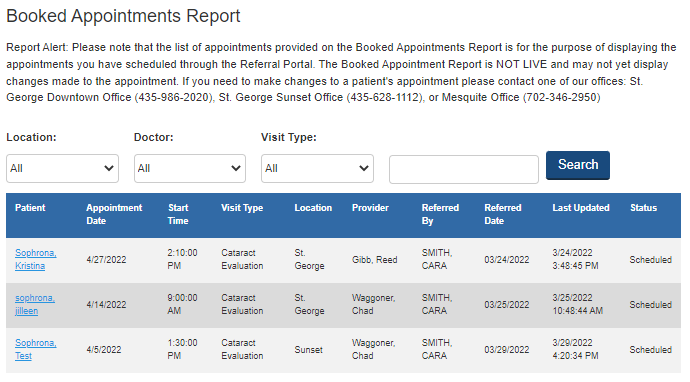 Booked Appointments Report
Report Alert: Please note that the list of appointments provided on the Booked Appointments Report is for the purpose of displaying the
appointments you have scheduled through the Referral Portal. The Booked Appointment Report is NOT LIVE and may not yet display
changes made to the appointment. If you need to make changes to a patient's appointment please contact one of our offices: St.
George Downtown Office (435-986-2020), St. George Sunset Office (435-628-1112), or Mesquite Office (702-346-2950)
Location: Doctor: Visit Type:
All All All Search
Patient Appointment Date Start Time Visit Type Location Provider Referred By Referred Date Last Updated Status
Sophrona, Kristina 4/27/2022 2:10:00 PM Cataract Evaluation St. George Gibb, Reed SMITH, CARA 03/24/2022 3/24/2022 3:48:45 PM Scheduled
sophrona, jilleen 4/14/2022 9:00:00 AM Cataract Evaluation St. George Waggoner, Chad SMITH, CARA 03/25/2022 3/25/2022 10:48:44 AM Scheduled
Sophrona, Test 4/5/2022 1:30:00 PM Cataract Evaluation Sunset Waggoner, Chad SMITH, CARA 03/29/2022 3/29/2022 4:20:34 PM Scheduled